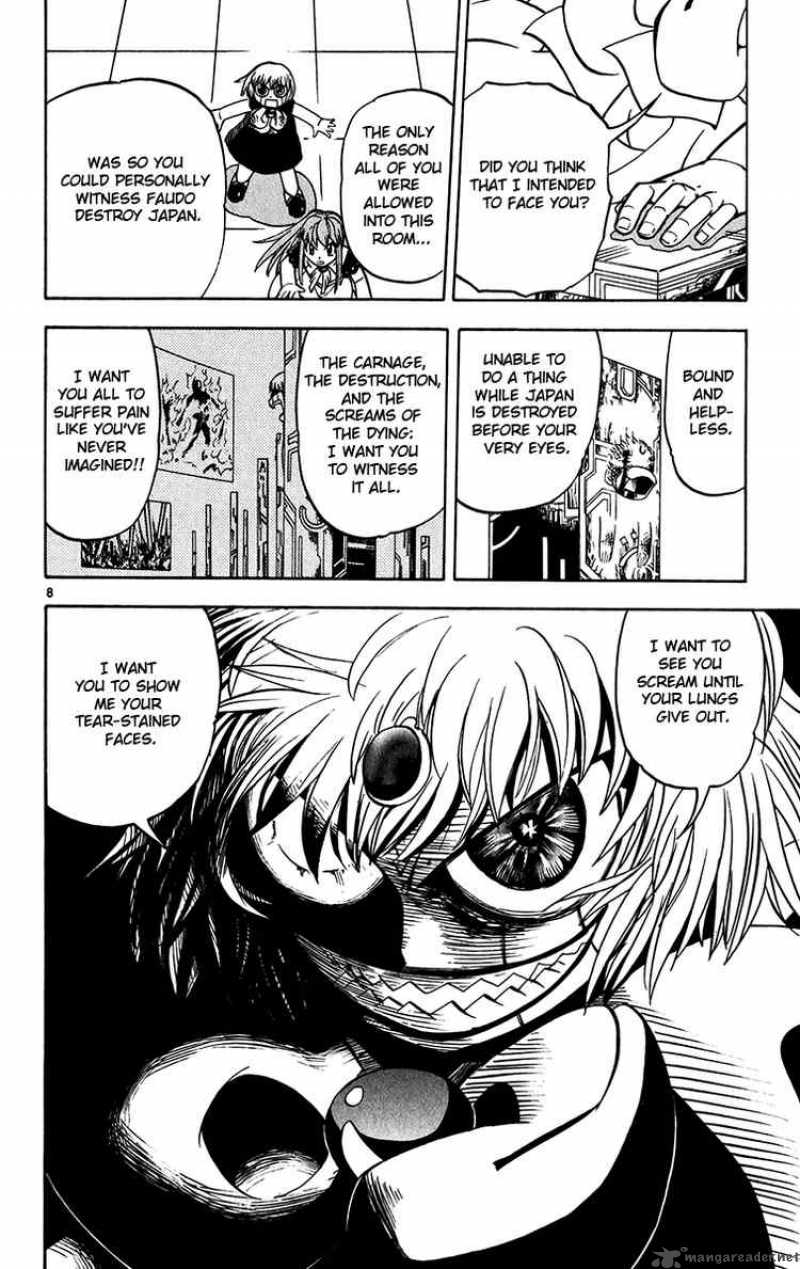 DID YOU THINK
THAT I INTENDED
TO FACE YOU?
THE ONLY
REASON
ALL OF YOU
WERE
ALLOWED
INTO THIS
ROOM...
WAS SO YOU
COULD PERSONALLY
WITNESS FAUDO
DESTROY JAPAN.
BOUND
AND
HELP-
LESS.
UNABLE TO
DO A THING
WHILE JAPAN
IS DESTROYED
BEFORE YOUR
VERY EYES.
THE CARNAGE,
THE DESTRUCTION,
AND THE
SCREAMS OF
THE DYING:
I WANT YOU
TO WITNESS
IT ALL.
I WANT
YOU ALL TO
SUFFER PAIN
LIKE YOU'VE
NEVER
IMAGINED!!
8
I WANT TO
SEE YOU
SCREAM UNTIL
YOUR LUNGS
GIVE OUT.
I WANT
YOU TO SHOW
ME YOUR
TEAR-STAINED
FACES.
mangareader.net